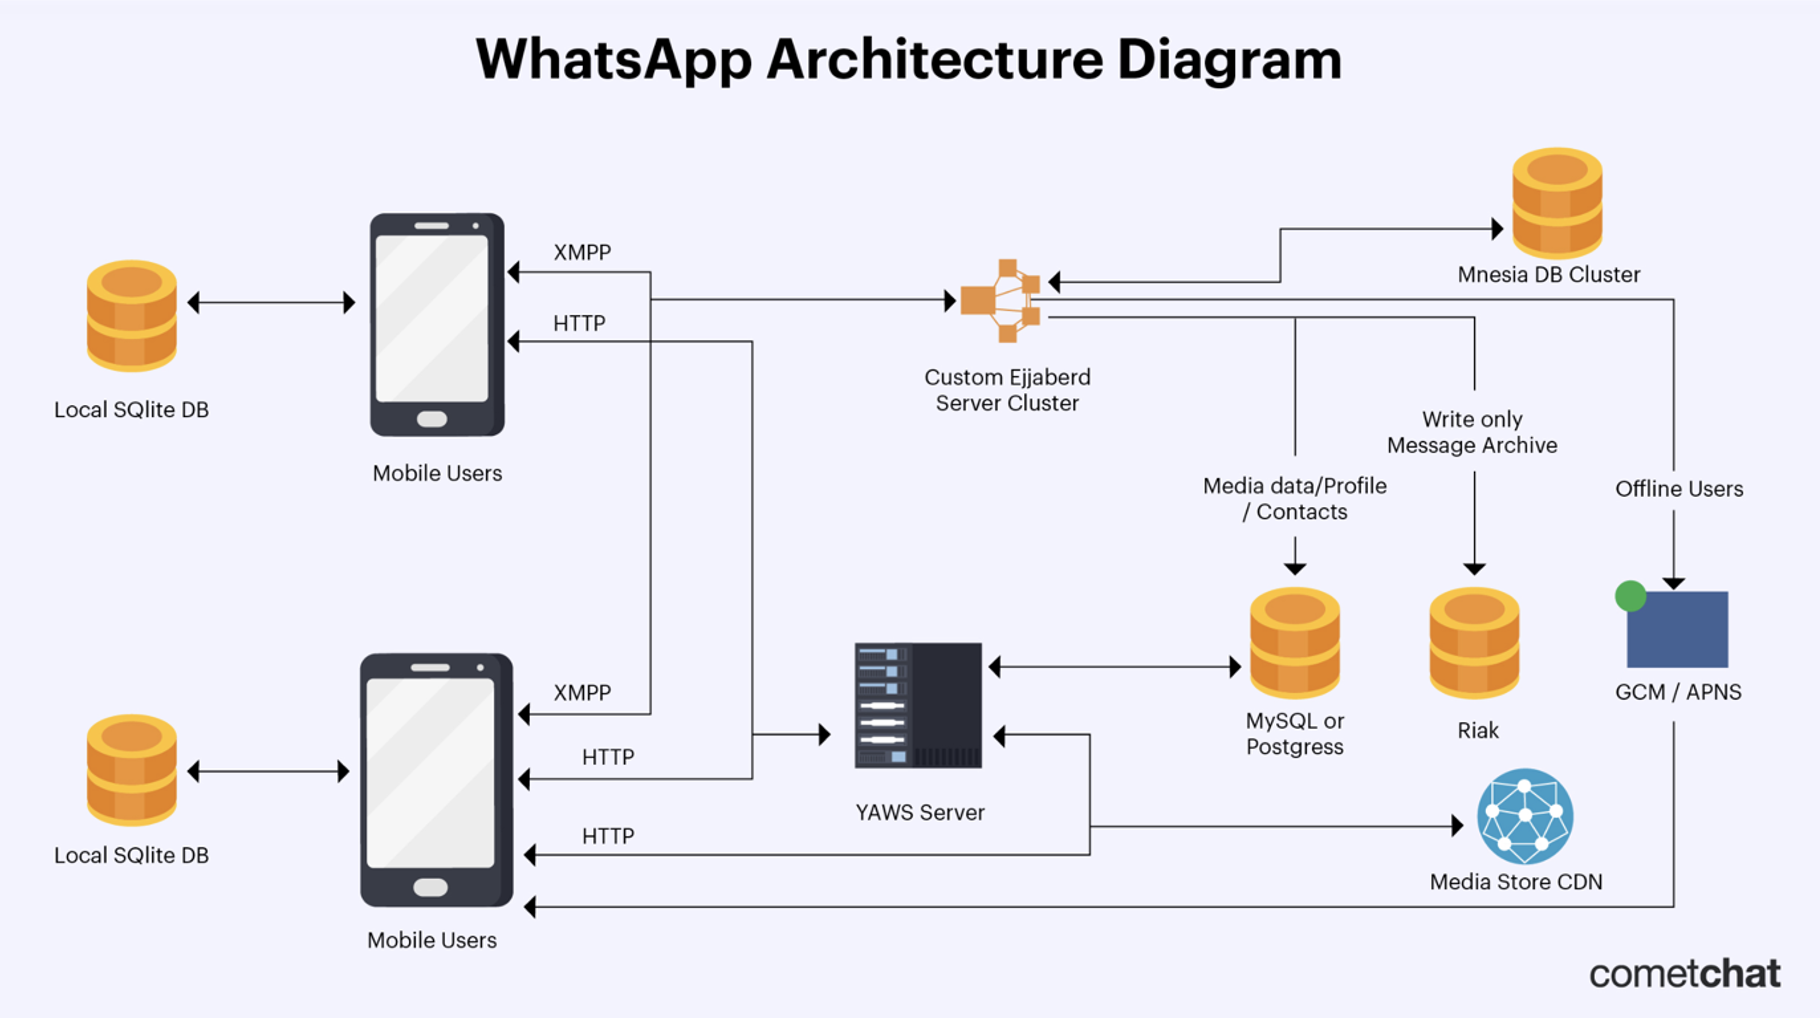 WhatsApp Architecture Diagram
XMPP
HTTP
Local SQlite DB
Mobile Users
Custom Ejjaberd
Server Cluster
Mnesia DB Cluster
Write only
Message Archive
Media data/Profile
/ Contacts
Offline Users
XMPP
HTTP
HTTP
Local SQlite DB
Mobile Users
YAWS Server
MySQL or
Postgress
Riak
GCM / APNS
Media Store CDN
cometchat